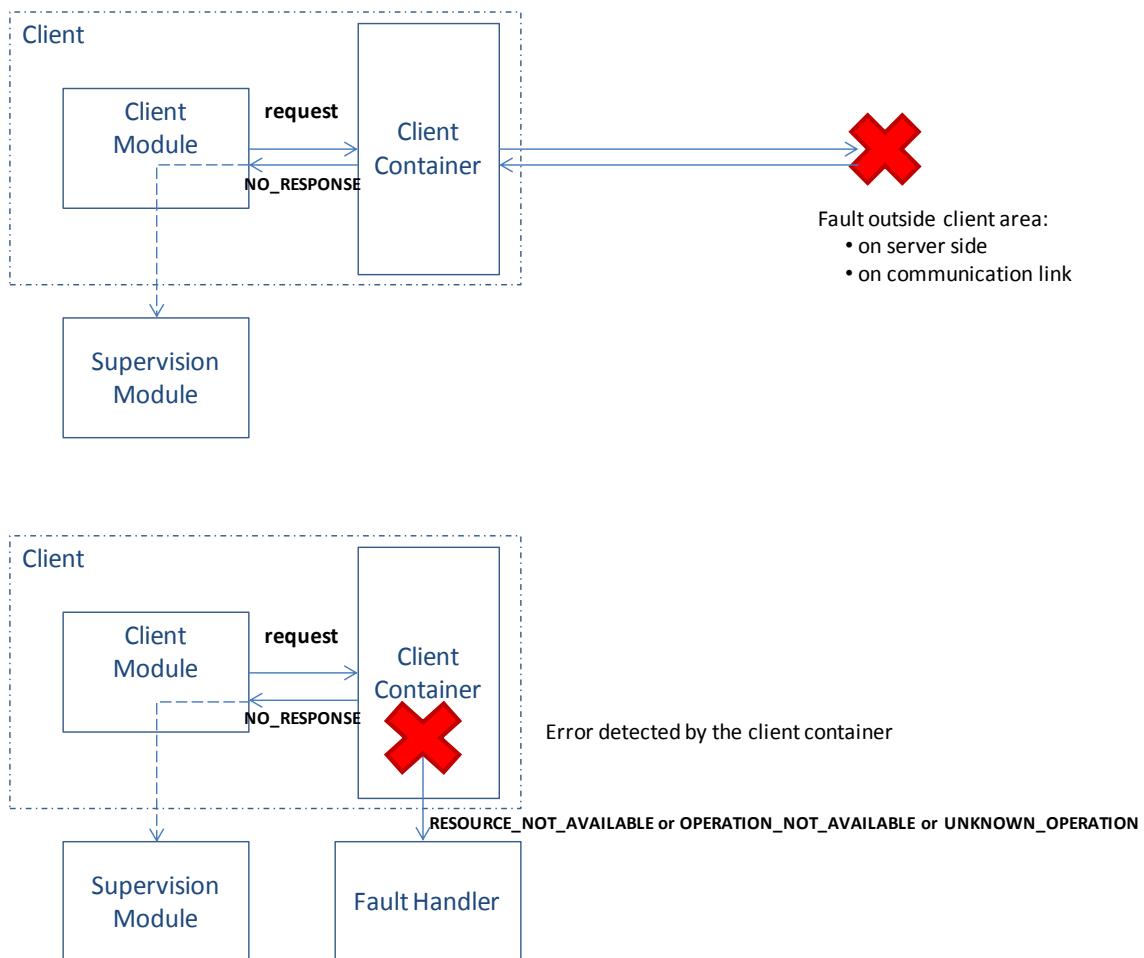 Client
Client
Module
request
NO_RESPONSE
Client
Container
Fault outside client area:
• on server side
• on communication link
Supervision
Module
Client
Client
Module
request
NO_RESPONSE
Client
Container
Error detected by the client container
RESOURCE_NOT_AVAILABLE or OPERATION_NOT_AVAILABLE or UNKNOWN_OPERATION
Supervision
Module
Fault Handler